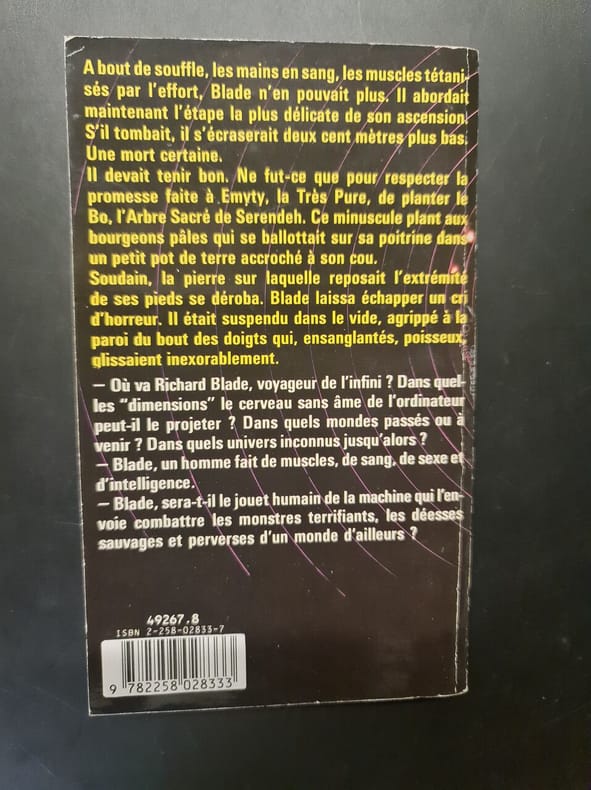 A bout de souffle, les mains en sang, les muscles tétani-
sés par l'effort, Blade n'en pouvait plus. Il abordait
maintenant l'étape la plus délicate de son ascension.
S'il tombait, il s'écraserait deux cent mètres plus bas.
Une mort certaine.
Il devait tenir bon. Ne fut-ce que pour respecter la
promesse faite à Emyty, la Très Pure, de planter le
Bo, l'Arbre Sacré de Serendeh. Ce minuscule plant aux
bourgeons pâles qui se ballottait sur sa poitrine dans
un petit pot de terre accroché à son cou.
Soudain, la pierre sur laquelle reposait l'extrémité
de ses pieds se déroba. Blade laissa échapper un cri
d'horreur. Il était suspendu dans le vide, agrippé à la
paroi du bout des doigts qui, ensanglantés, poisseux,
glissaient inexorablement.
– Où va Richard Blade, voyageur de l'infini ? Dans quel-
les "dimensions" le cerveau sans âme de l'ordinateur
peut-il le projeter ? Dans quels mondes passés ou à
venir ? Dans quels univers inconnus jusqu'alors ?
– Blade, un homme fait de muscles, de sang, de sexe et
d'intelligence.
– Blade, sera-t-il le jouet humain de la machine qui l'en-
voie combattre les monstres terrifiants, les déesses
sauvages et perverses d'un monde d'ailleurs ?
49267.8
ISBN 2-258-02833-7
9 782258 028333